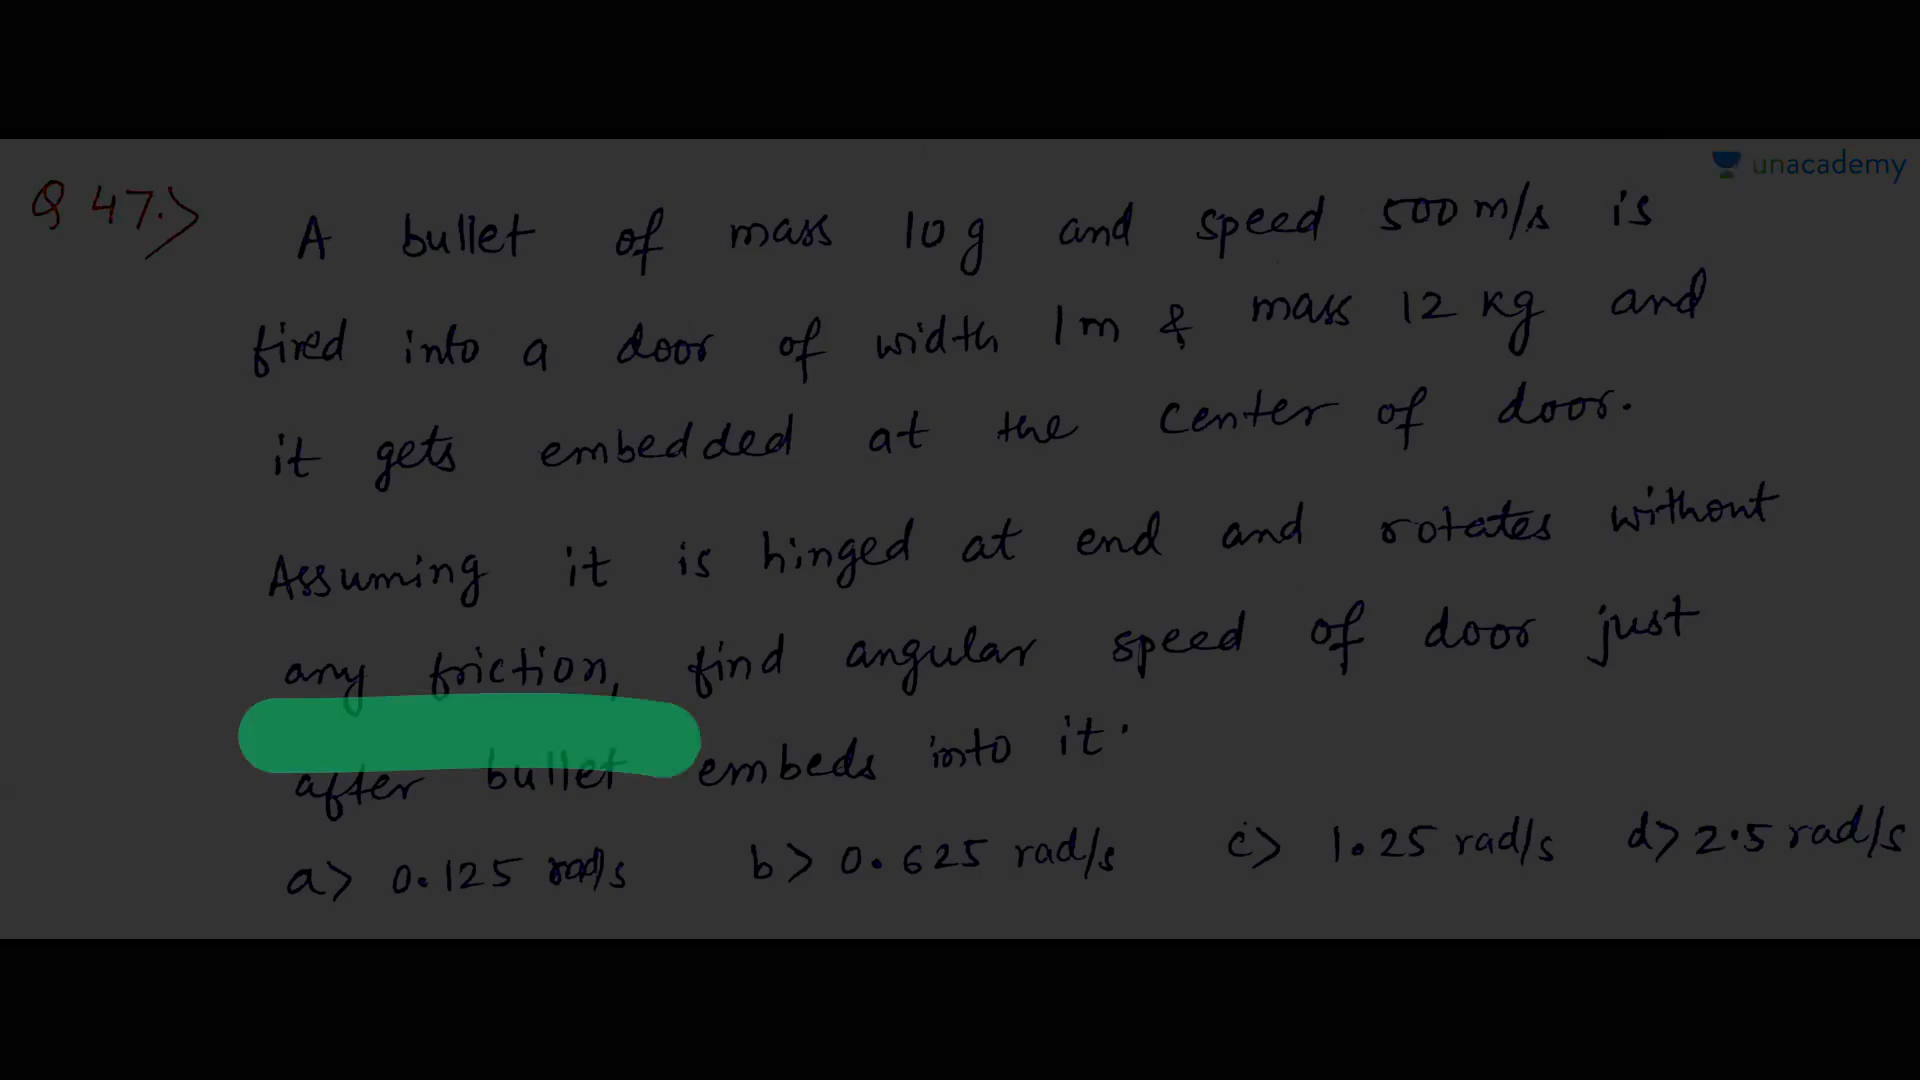 unacademy
Q 47.>
A bullet of mass 10 g and speed 500 m/s is
fired into a door of width 1m & mass 12 kg and
it gets embedded at the center of door.
Assuming it is hinged at end and rotates without
any friction, find angular speed of door just
after bullet embeds into it.
a> 0.125 rad/s b> 0.625 rad/s c> 1.25 rad/s d> 2.5 rad/s